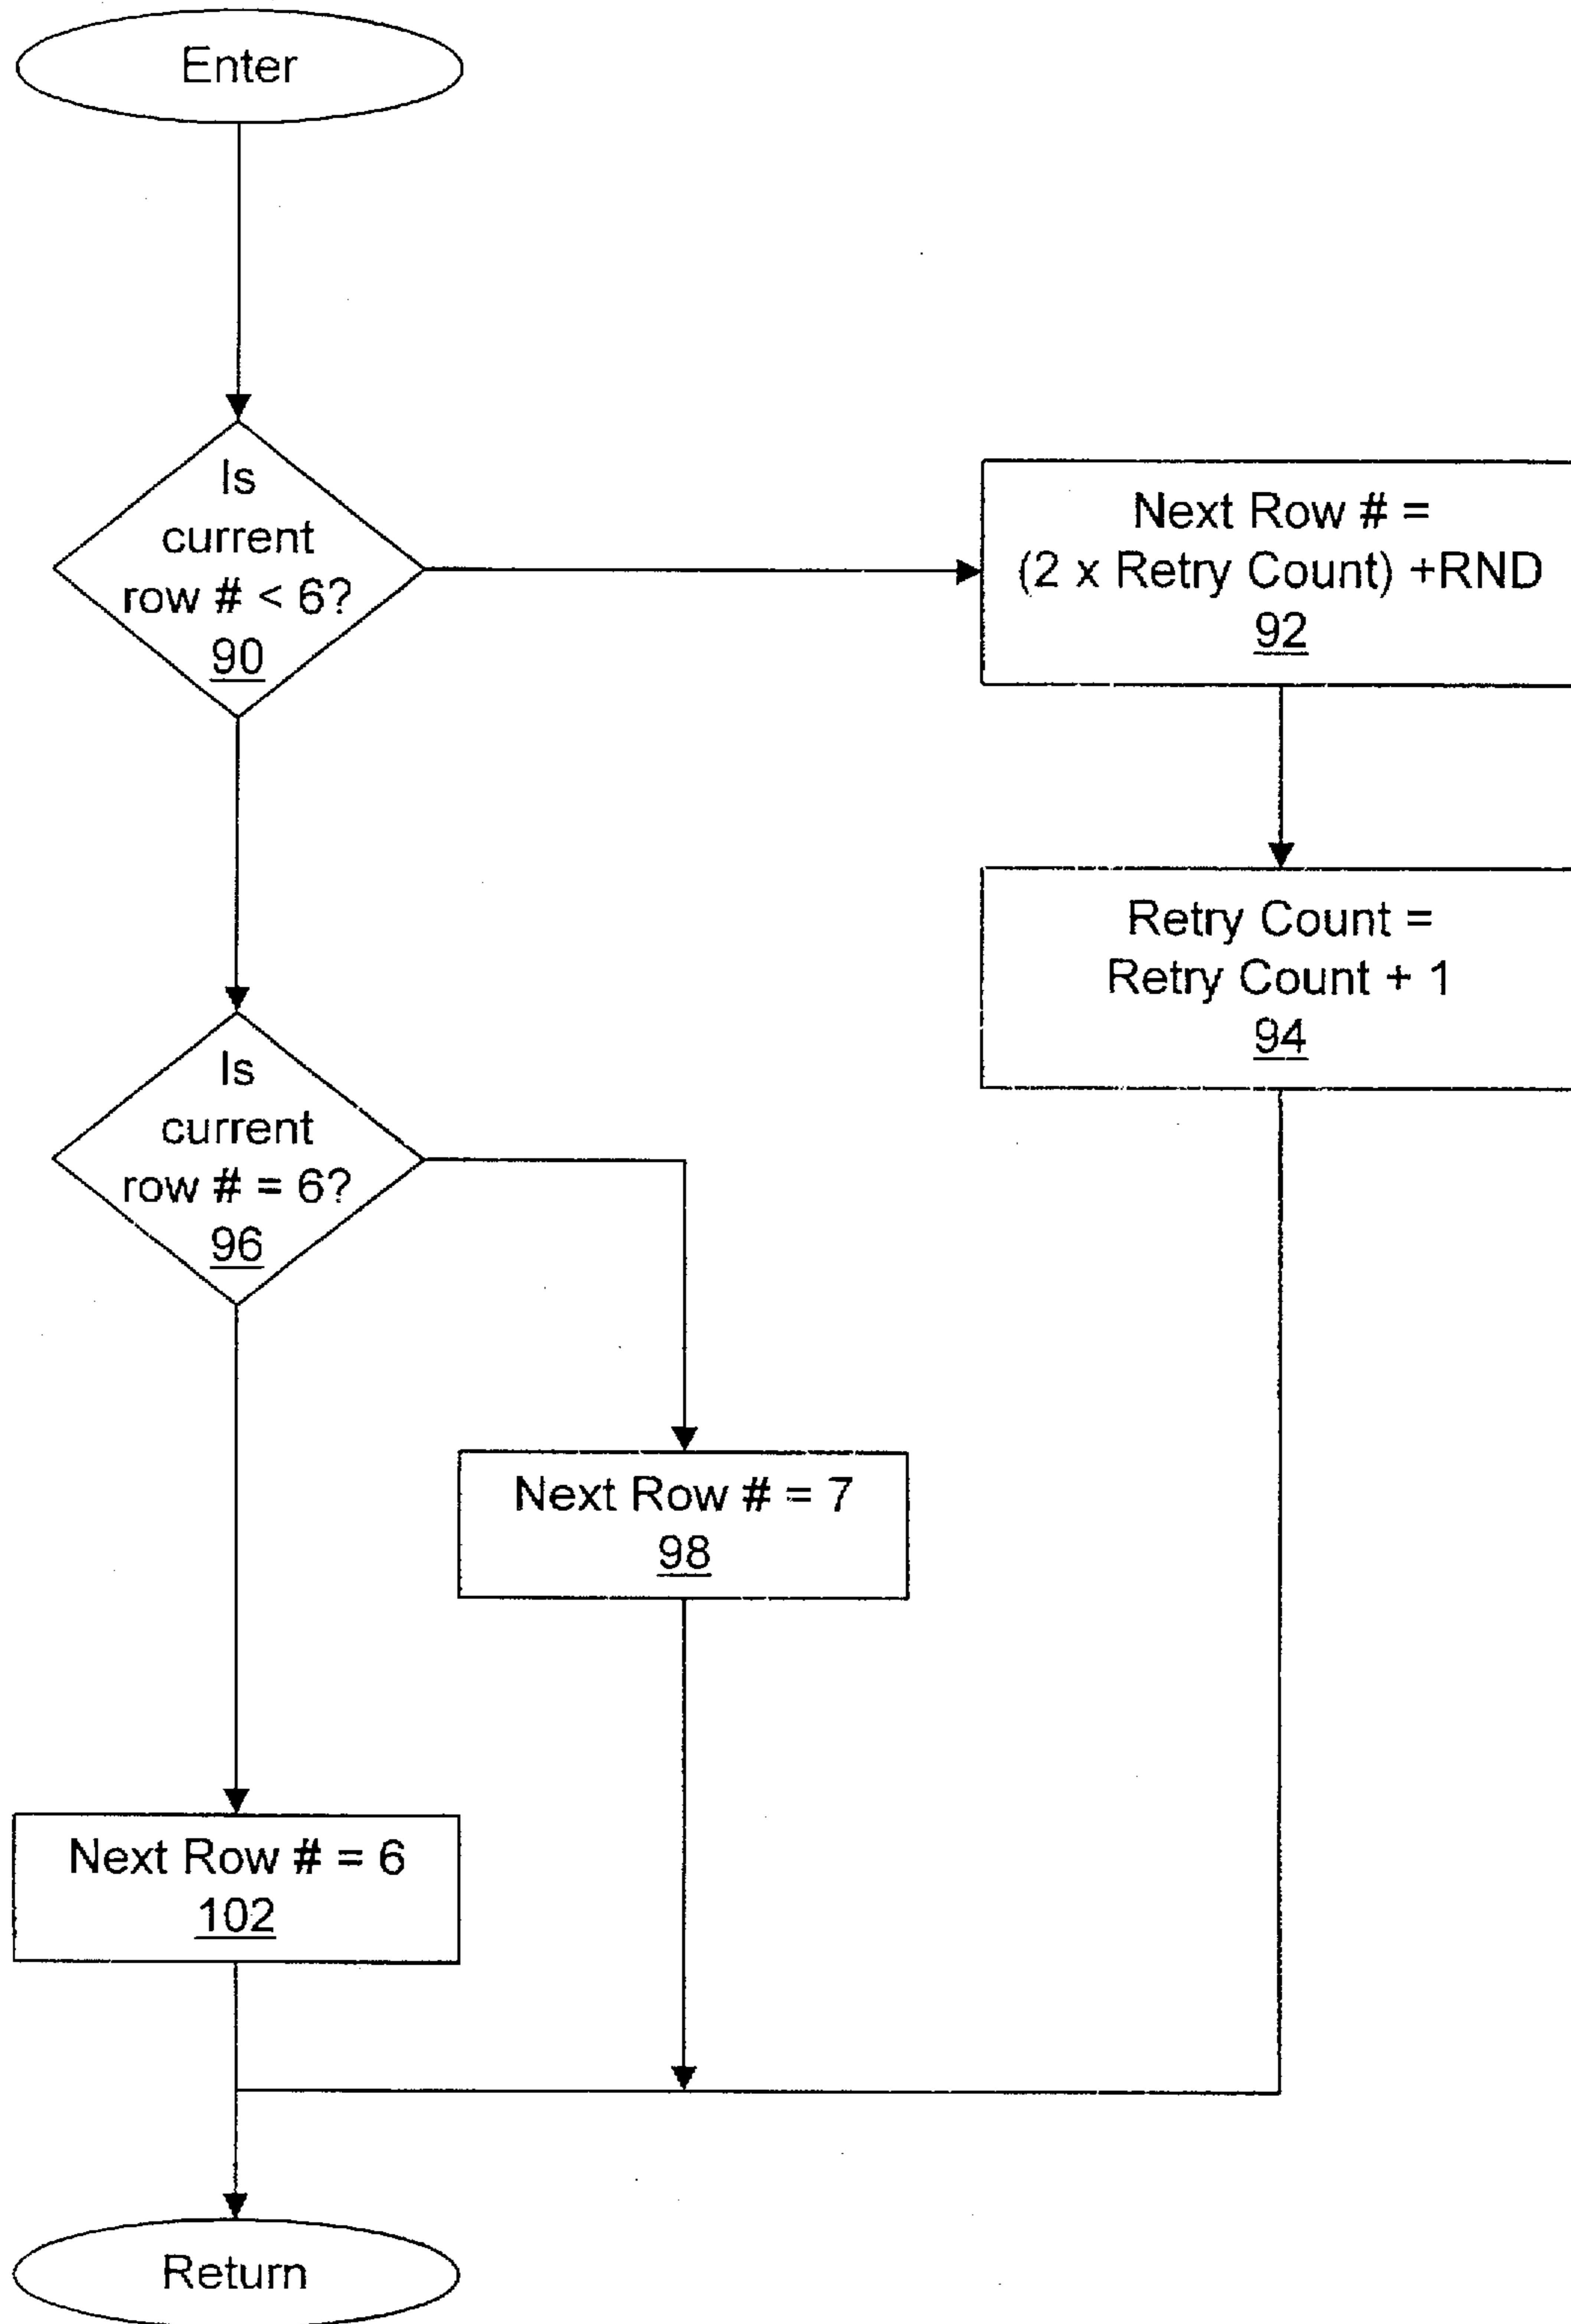 Enter
Is
current
row # < 6?
90
Next Row # =
(2 x Retry Count) +RND
92
Retry Count =
Retry Count + 1
94
Is
current
row # = 6?
96
Next Row # = 7
98
Next Row # = 6
102
Return